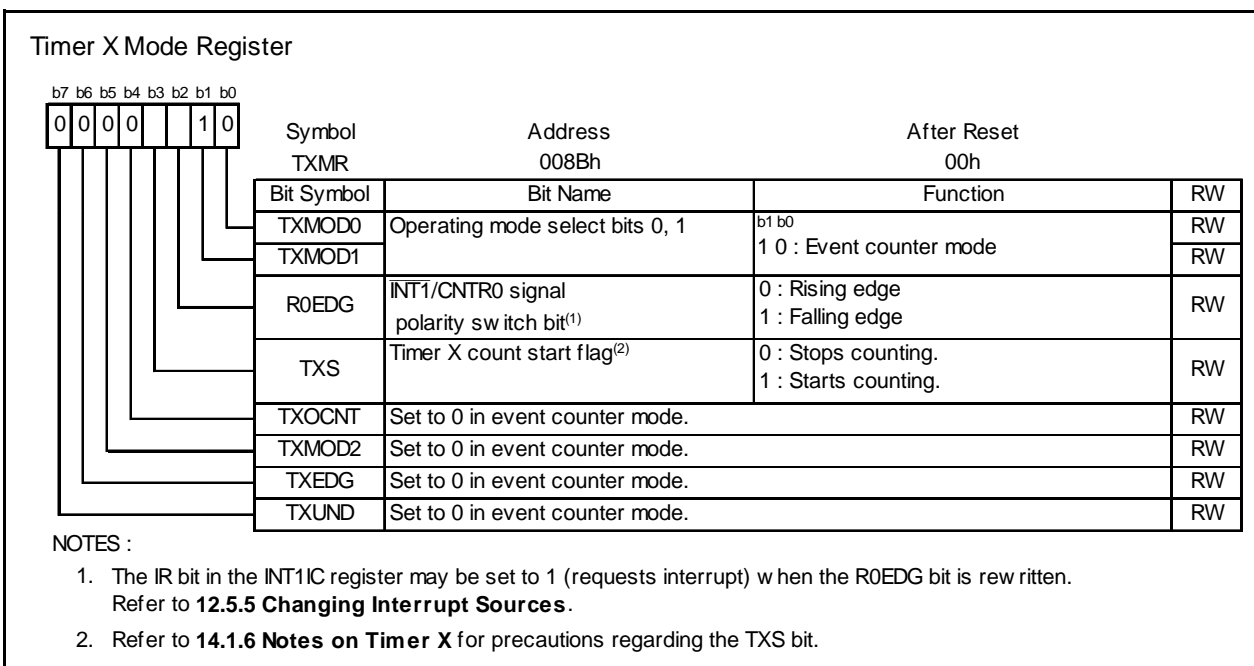 Timer X Mode Register
b7 b6 b5 b4 b3 b2 b1 b0
0 0 0 0 1 0
Symbol Address After Reset
TXMR 008Bh 00h
Bit Symbol Bit Name Function RW
TXMOD0 Operating mode select bits 0, 1 b1 b0 RW
TXMOD1 1 0 : Event counter mode RW
R0EDG INT1/CNTR0 signal polarity switch bit(1) 0 : Rising edge RW
1 : Falling edge
TXS Timer X count start flag(2) 0 : Stops counting. RW
1 : Starts counting.
TXOCNT Set to 0 in event counter mode. RW
TXMOD2 Set to 0 in event counter mode. RW
TXEDG Set to 0 in event counter mode. RW
TXUND Set to 0 in event counter mode. RW
NOTES :
1. The IR bit in the INT1IC register may be set to 1 (requests interrupt) when the R0EDG bit is rewritten.
Refer to 12.5.5 Changing Interrupt Sources.
2. Refer to 14.1.6 Notes on Timer X for precautions regarding the TXS bit.